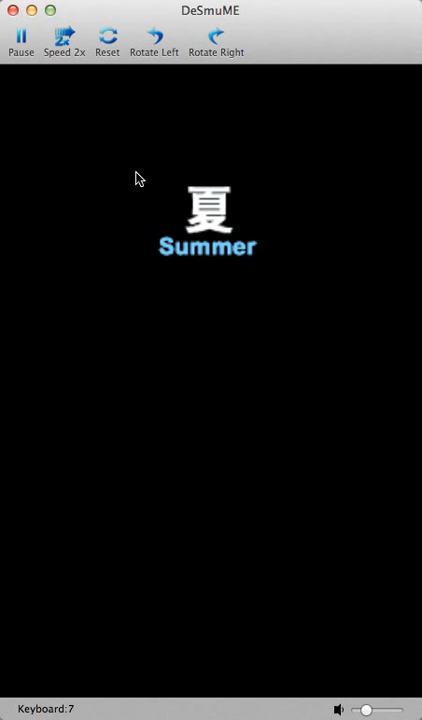 DeSmuME
Pause Speed 2x Reset Rotate Left Rotate Right
夏
Summer
Keyboard:7